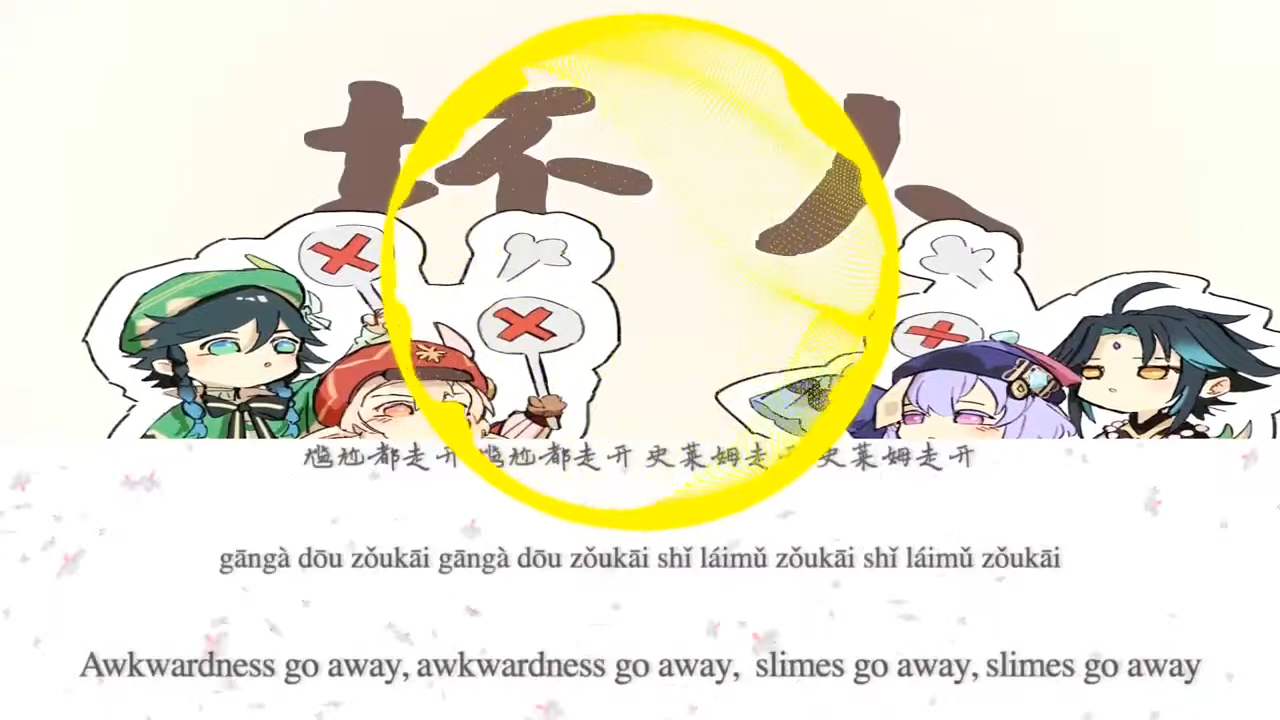 坏人
尴尬都走开 尴尬都走开 史莱姆走开 史莱姆走开
gāngà dōu zǒukāi gāngà dōu zǒukāi shǐ láimǔ zǒukāi shǐ láimǔ zǒukāi
Awkwardness go away, awkwardness go away, slimes go away, slimes go away